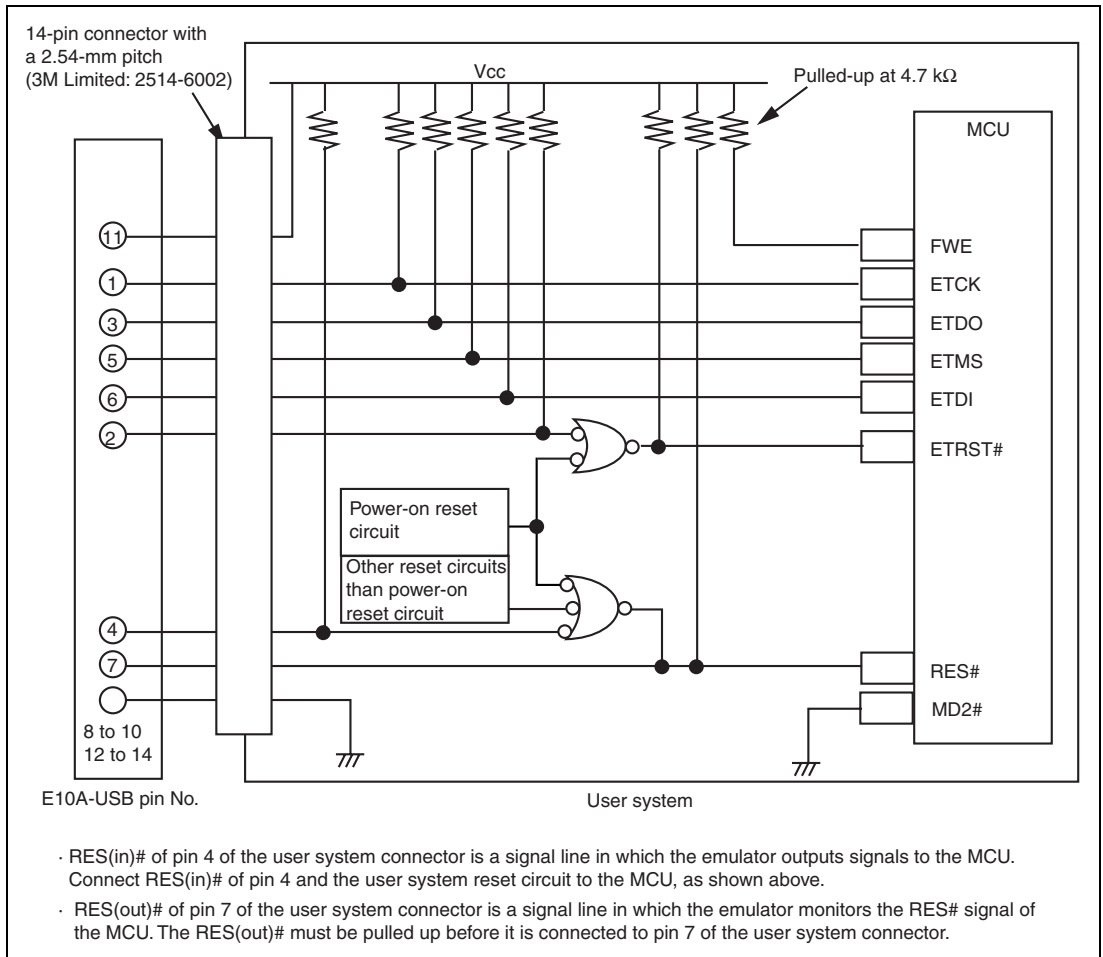 14-pin connector with
a 2.54-mm pitch
(3M Limited: 2514-6002)
Vcc
Pulled-up at 4.7 kΩ
MCU
11
FWE
1
ETCK
3
ETDO
5
ETMS
6
ETDI
2
ETRST#
Power-on reset
circuit
Other reset circuits
than power-on
reset circuit
4
7
RES#
MD2#
8 to 10
12 to 14
E10A-USB pin No.
User system
· RES(in)# of pin 4 of the user system connector is a signal line in which the emulator outputs signals to the MCU.
Connect RES(in)# of pin 4 and the user system reset circuit to the MCU, as shown above.
· RES(out)# of pin 7 of the user system connector is a signal line in which the emulator monitors the RES# signal of
the MCU. The RES(out)# must be pulled up before it is connected to pin 7 of the user system connector.